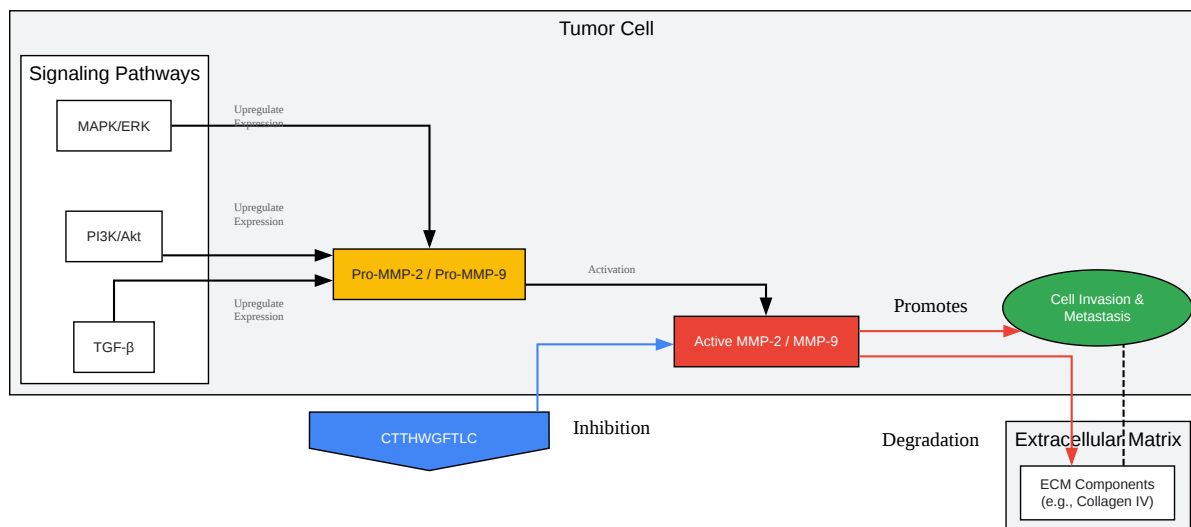 Tumor Cell
Signaling Pathways
MAPK/ERK
Upregulate
Expression
PI3K/Akt
Upregulate
Expression
Pro-MMP-2 / Pro-MMP-9
Activation
Upregulate
Expression
TGF-β
Active MMP-2 / MMP-9
Promotes
Cell Invasion &
Metastasis
CTTHWGFTLC
Inhibition
Degradation
Extracellular Matrix
ECM Components
(e.g., Collagen IV)